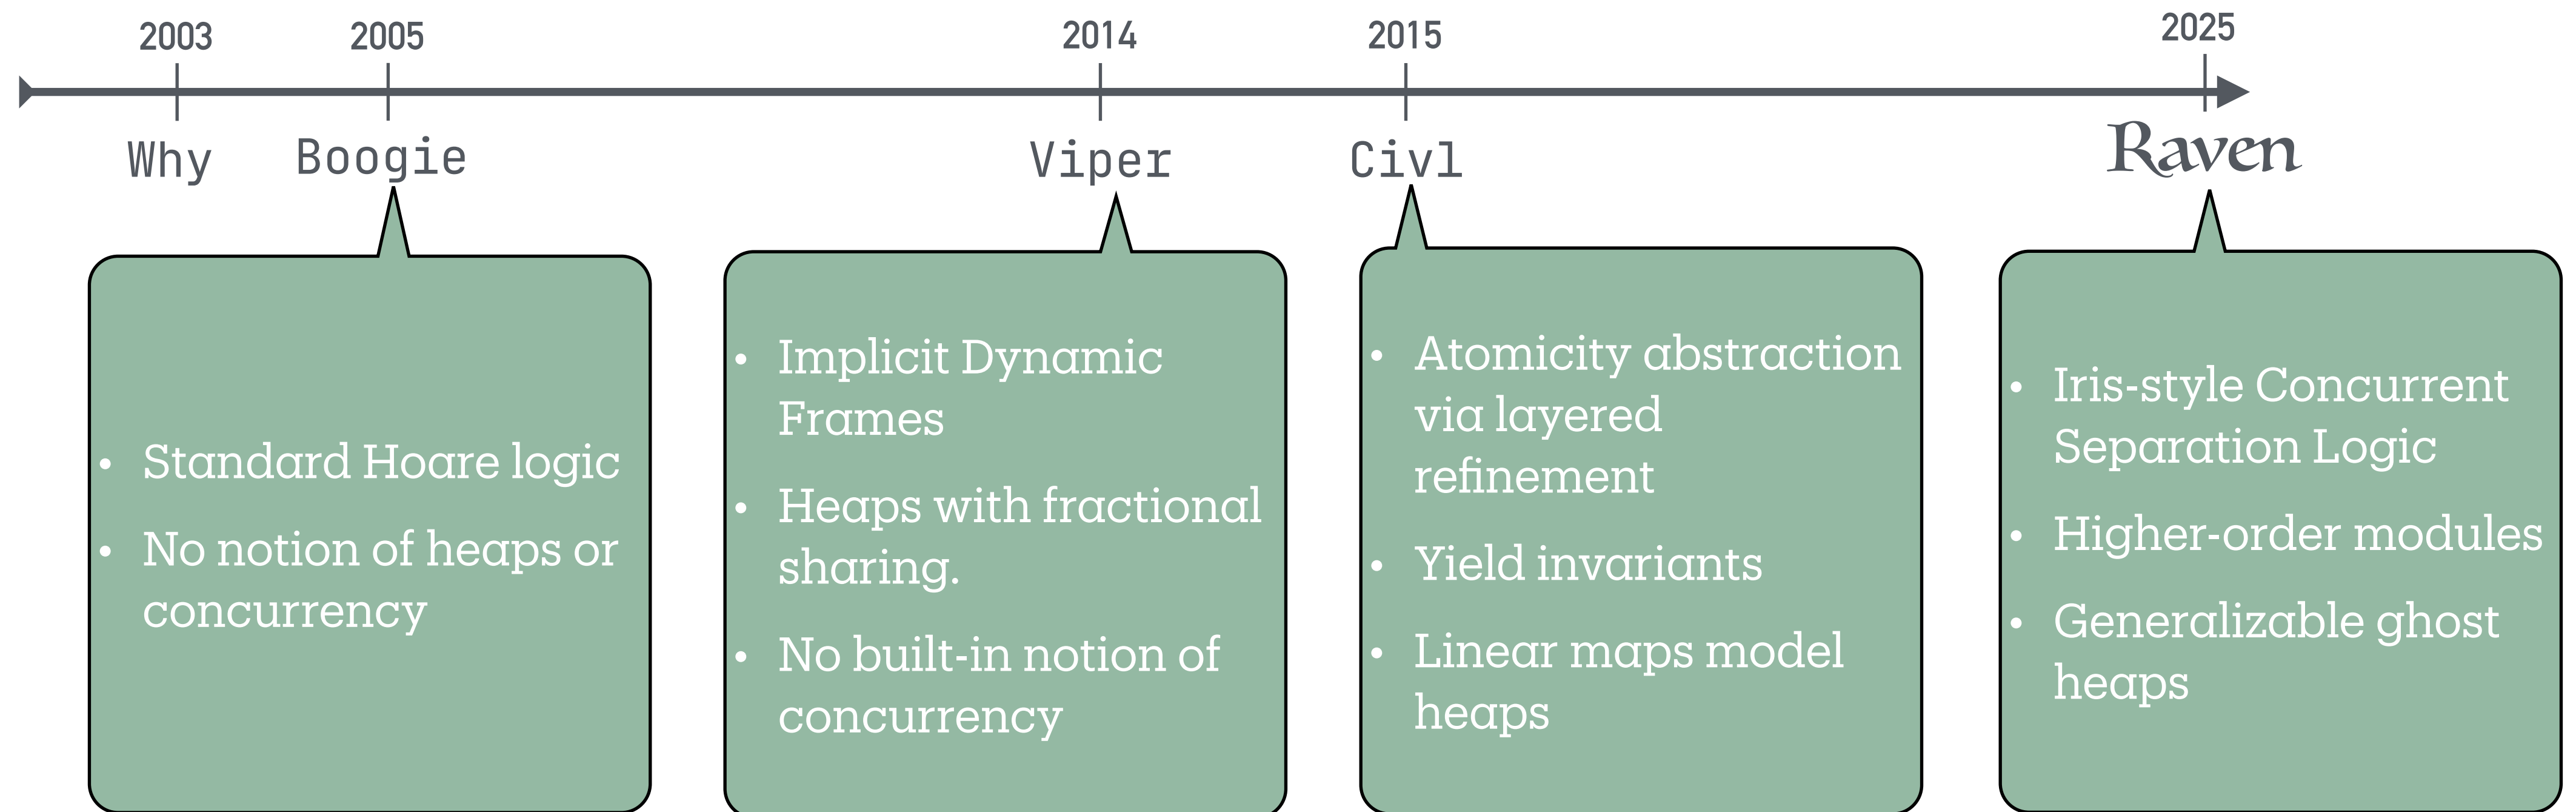 2003 2005 2014 2015 2025
Why Boogie Viper Civl Raven
• Standard Hoare logic
• No notion of heaps or
concurrency
• Implicit Dynamic
Frames
• Heaps with fractional
sharing.
• No built-in notion of
concurrency
• Atomicity abstraction
via layered
refinement
• Yield invariants
• Linear maps model
heaps
• Iris-style Concurrent
Separation Logic
• Higher-order modules
• Generalizable ghost
heaps